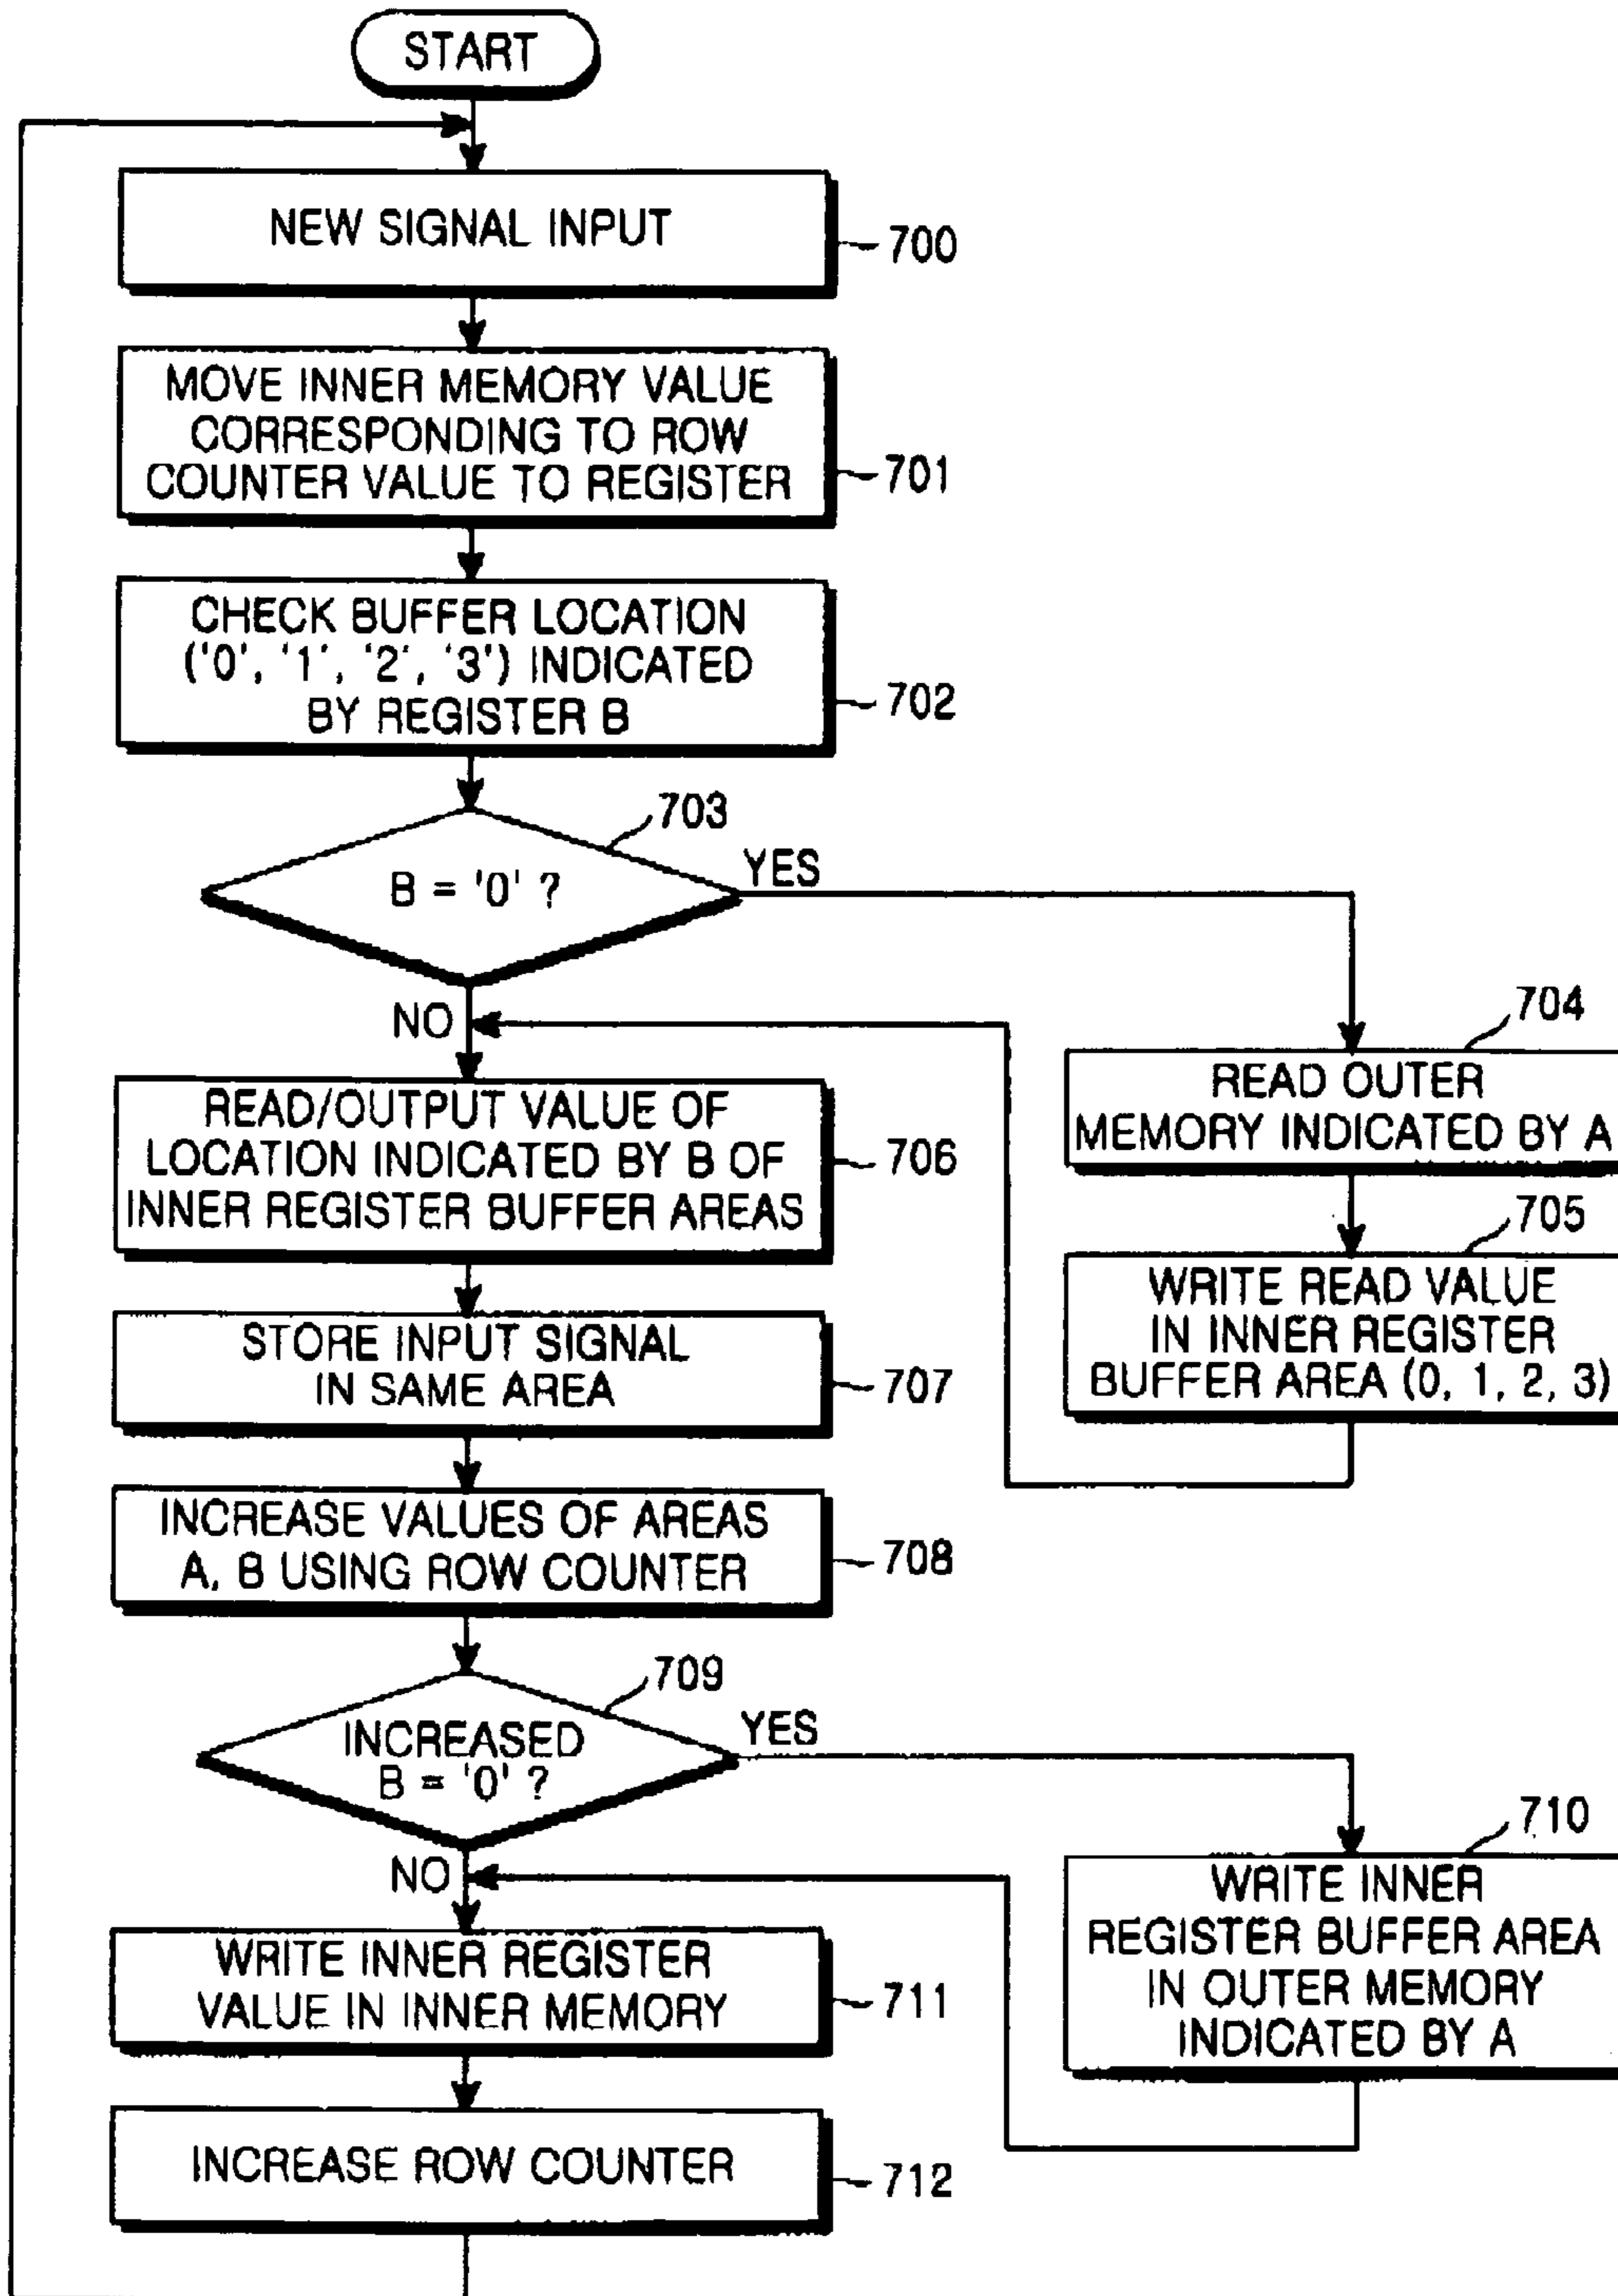 START
NEW SIGNAL INPUT
700
MOVE INNER MEMORY VALUE
CORRESPONDING TO ROW
COUNTER VALUE TO REGISTER
701
CHECK BUFFER LOCATION
('0', '1', '2', '3') INDICATED
BY REGISTER B
702
703
B = '0' ?
YES
NO
704
READ OUTER
MEMORY INDICATED BY A
705
WRITE READ VALUE
IN INNER REGISTER
BUFFER AREA (0, 1, 2, 3)
READ/OUTPUT VALUE OF
LOCATION INDICATED BY B OF
INNER REGISTER BUFFER AREAS
706
STORE INPUT SIGNAL
IN SAME AREA
707
INCREASE VALUES OF AREAS
A, B USING ROW COUNTER
708
709
INCREASED
B = '0' ?
YES
NO
710
WRITE INNER
REGISTER BUFFER AREA
IN OUTER MEMORY
INDICATED BY A
WRITE INNER REGISTER
VALUE IN INNER MEMORY
711
INCREASE ROW COUNTER
712